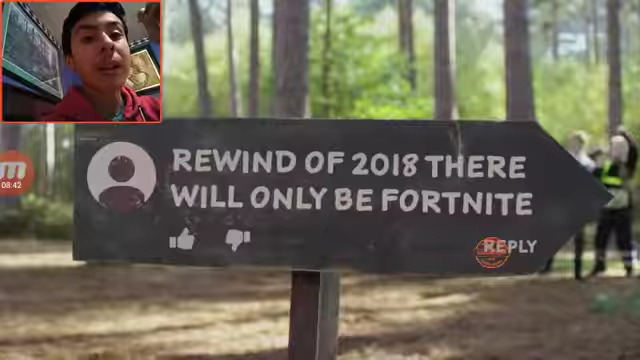 m
08:42
REWIND OF 2018 THERE
WILL ONLY BE FORTNITE
REPLY